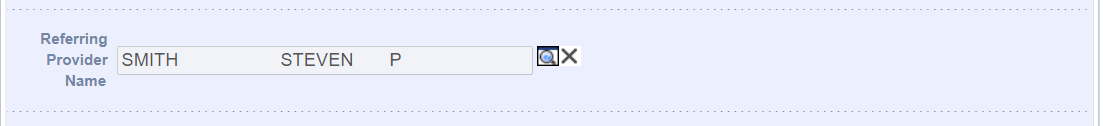 Referring
Provider
Name
SMITH STEVEN P